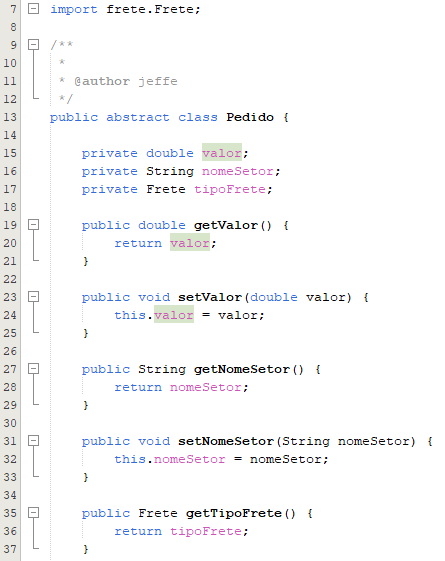 7 import frete.Frete;
8
9 /**
10 *
11 * @author jeffe
12 */
13 public abstract class Pedido {
14
15 private double valor;
16 private String nomeSetor;
17 private Frete tipoFrete;
18
19 public double getValor() {
20 return valor;
21 }
22
23 public void setValor(double valor) {
24 this.valor = valor;
25 }
26
27 public String getNomeSetor() {
28 return nomeSetor;
29 }
30
31 public void setNomeSetor(String nomeSetor) {
32 this.nomeSetor = nomeSetor;
33 }
34
35 public Frete getTipoFrete() {
36 return tipoFrete;
37 }